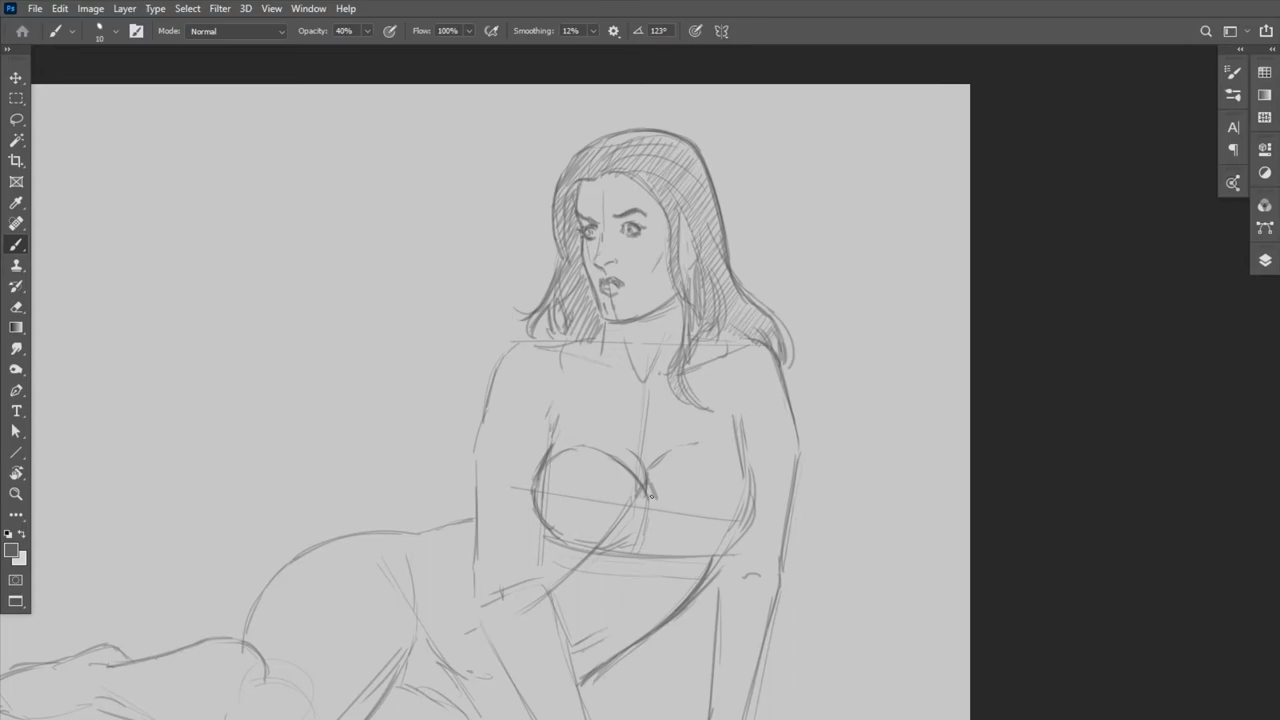 Ps File Edit Image Layer Type Select Filter 3D View Window Help
10 Mode: Normal Opacity: 40% Flow: 100% Smoothing: 12% 123°